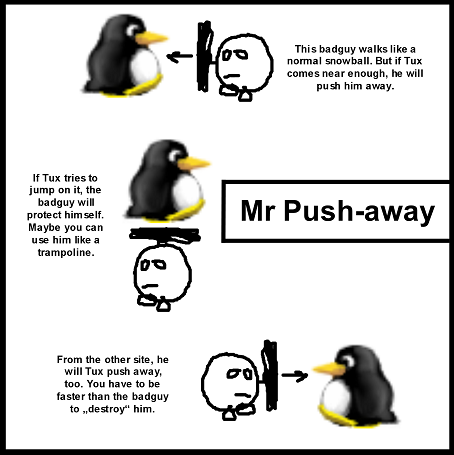 This badguy walks like a
normal snowball. But if Tux
comes near enough, he will
push him away.
If Tux tries to
jump on it, the
badguy will
protect himself.
Maybe you can
use him like a
trampoline.
Mr Push-away
From the other site, he
will Tux push away,
too. You have to be
faster than the badguy
to „destroy“ him.